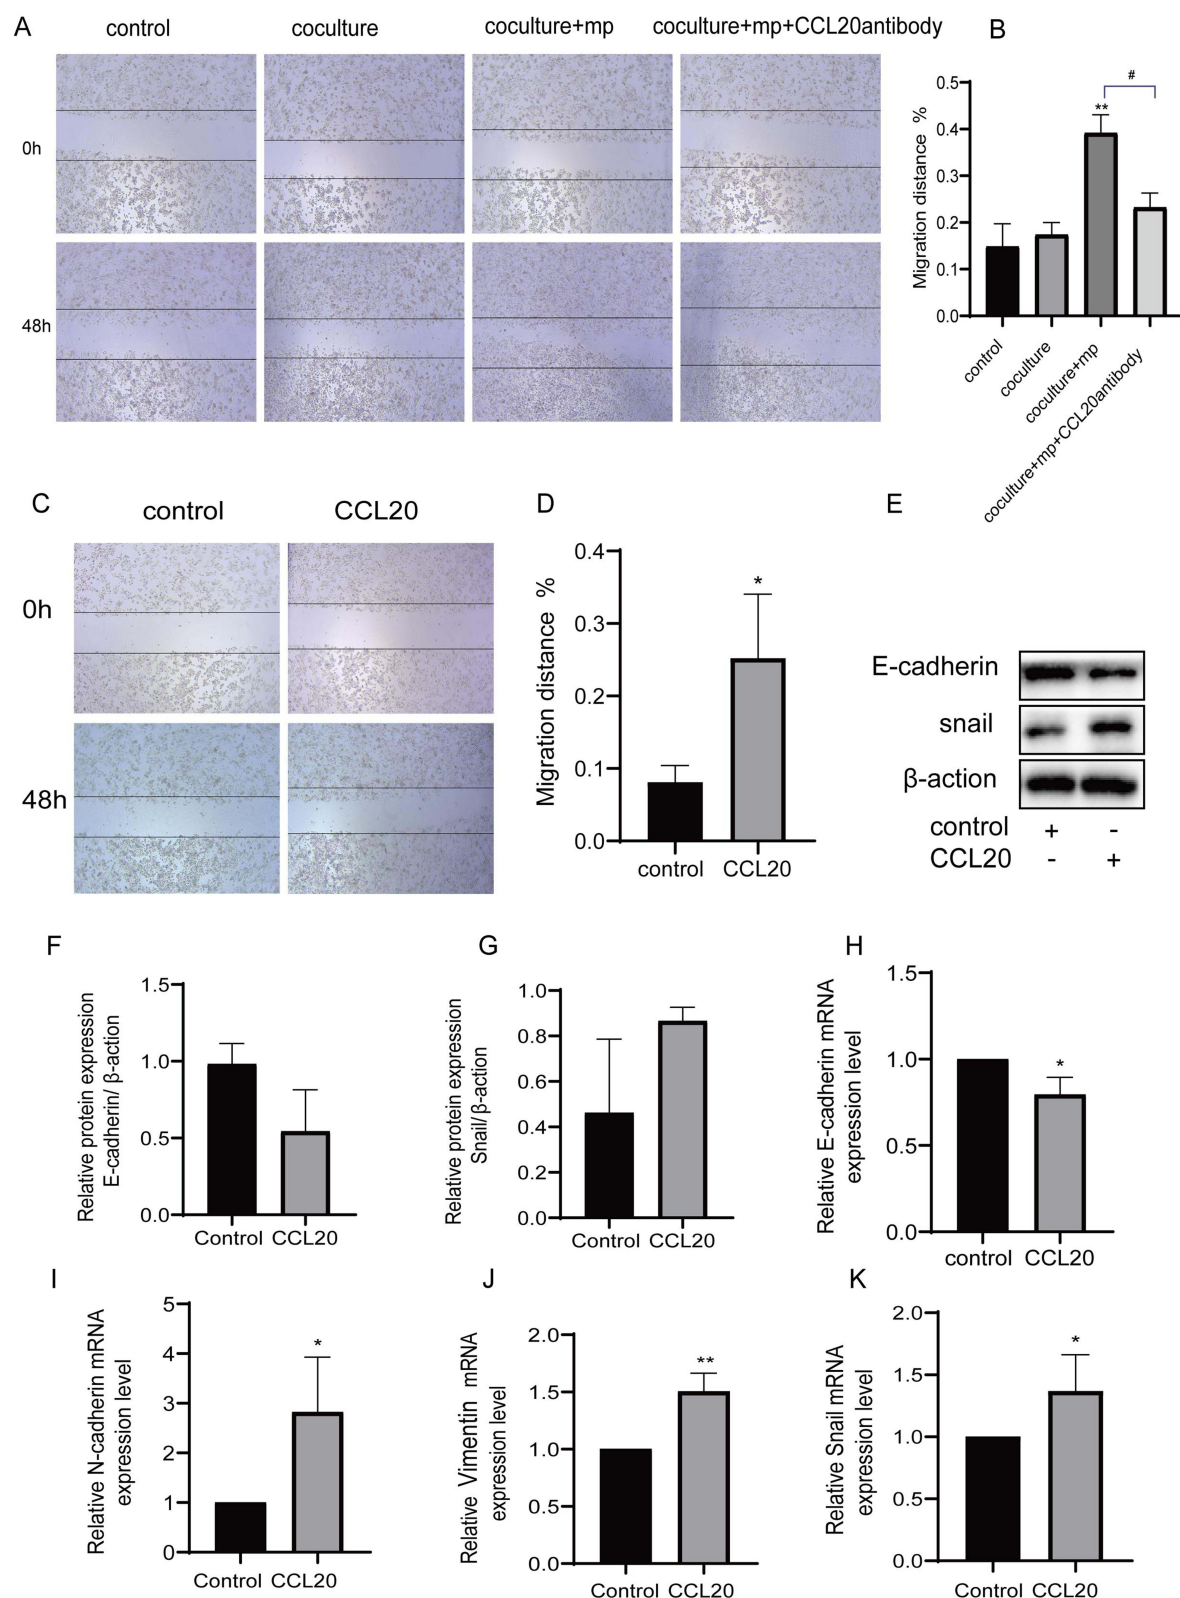 A
control
coculture
coculture+mp
coculture+mp+CCL20antibody
0h
48h
B
Migration distance %
0.5
0.4
0.3
0.2
0.1
0.0
**
#
control
coculture
coculture+mp
coculture+mp+CCL20antibody
C
control
CCL20
0h
48h
D
Migration distance %
0.4
0.3
0.2
0.1
0.0
*
control
CCL20
E
E-cadherin
snail
β-action
control + -
CCL20 - +
F
Relative protein expression
E-cadherin/ β-action
1.5
1.0
0.5
0.0
Control CCL20
G
Relative protein expression
Snail/β-action
1.0
0.8
0.6
0.4
0.2
0.0
Control CCL20
H
Relative E-cadherin mRNA
expression level
1.5
1.0
0.5
0.0
*
control CCL20
I
Relative N-cadherin mRNA
expression level
5
4
3
2
1
0
*
Control CCL20
J
Relative Vimentin mRNA
expression level
2.0
1.5
1.0
0.5
0.0
**
Control CCL20
K
Relative Snail mRNA
expression level
2.0
1.5
1.0
0.5
0.0
*
Control CCL20